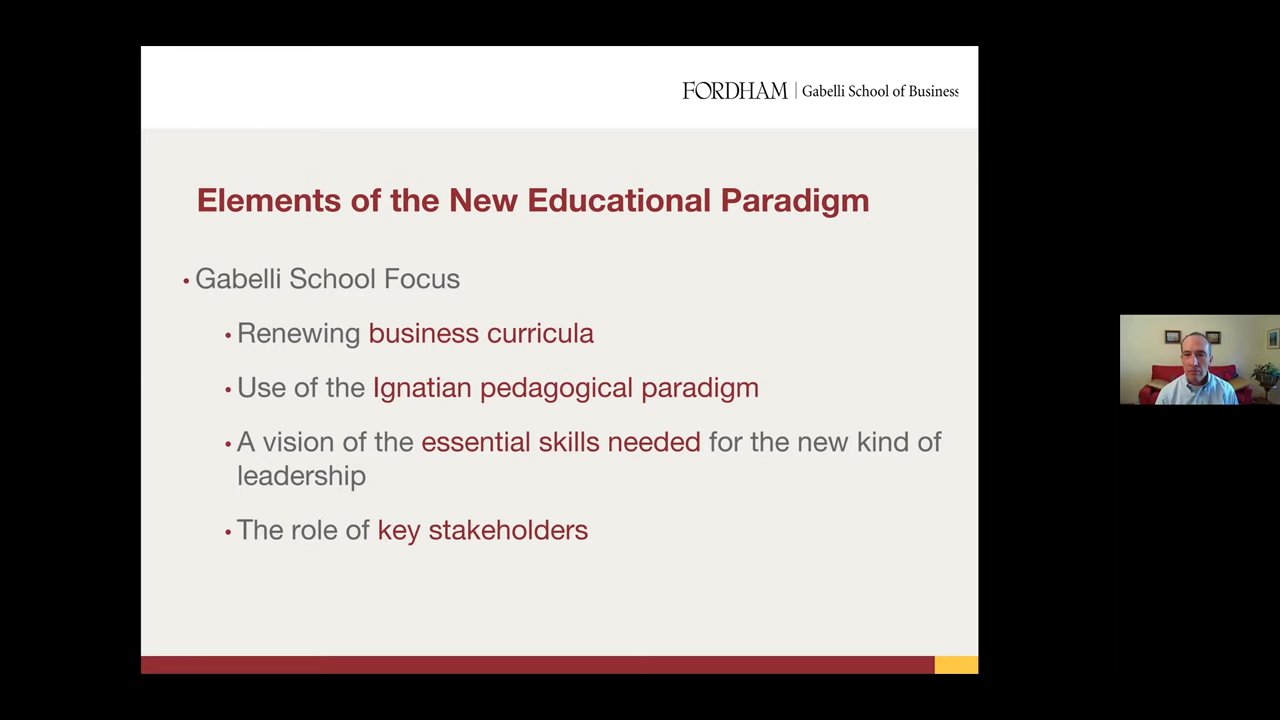 FORDHAM | Gabelli School of Business
Elements of the New Educational Paradigm
• Gabelli School Focus
• Renewing business curricula
• Use of the Ignatian pedagogical paradigm
• A vision of the essential skills needed for the new kind of
leadership
• The role of key stakeholders